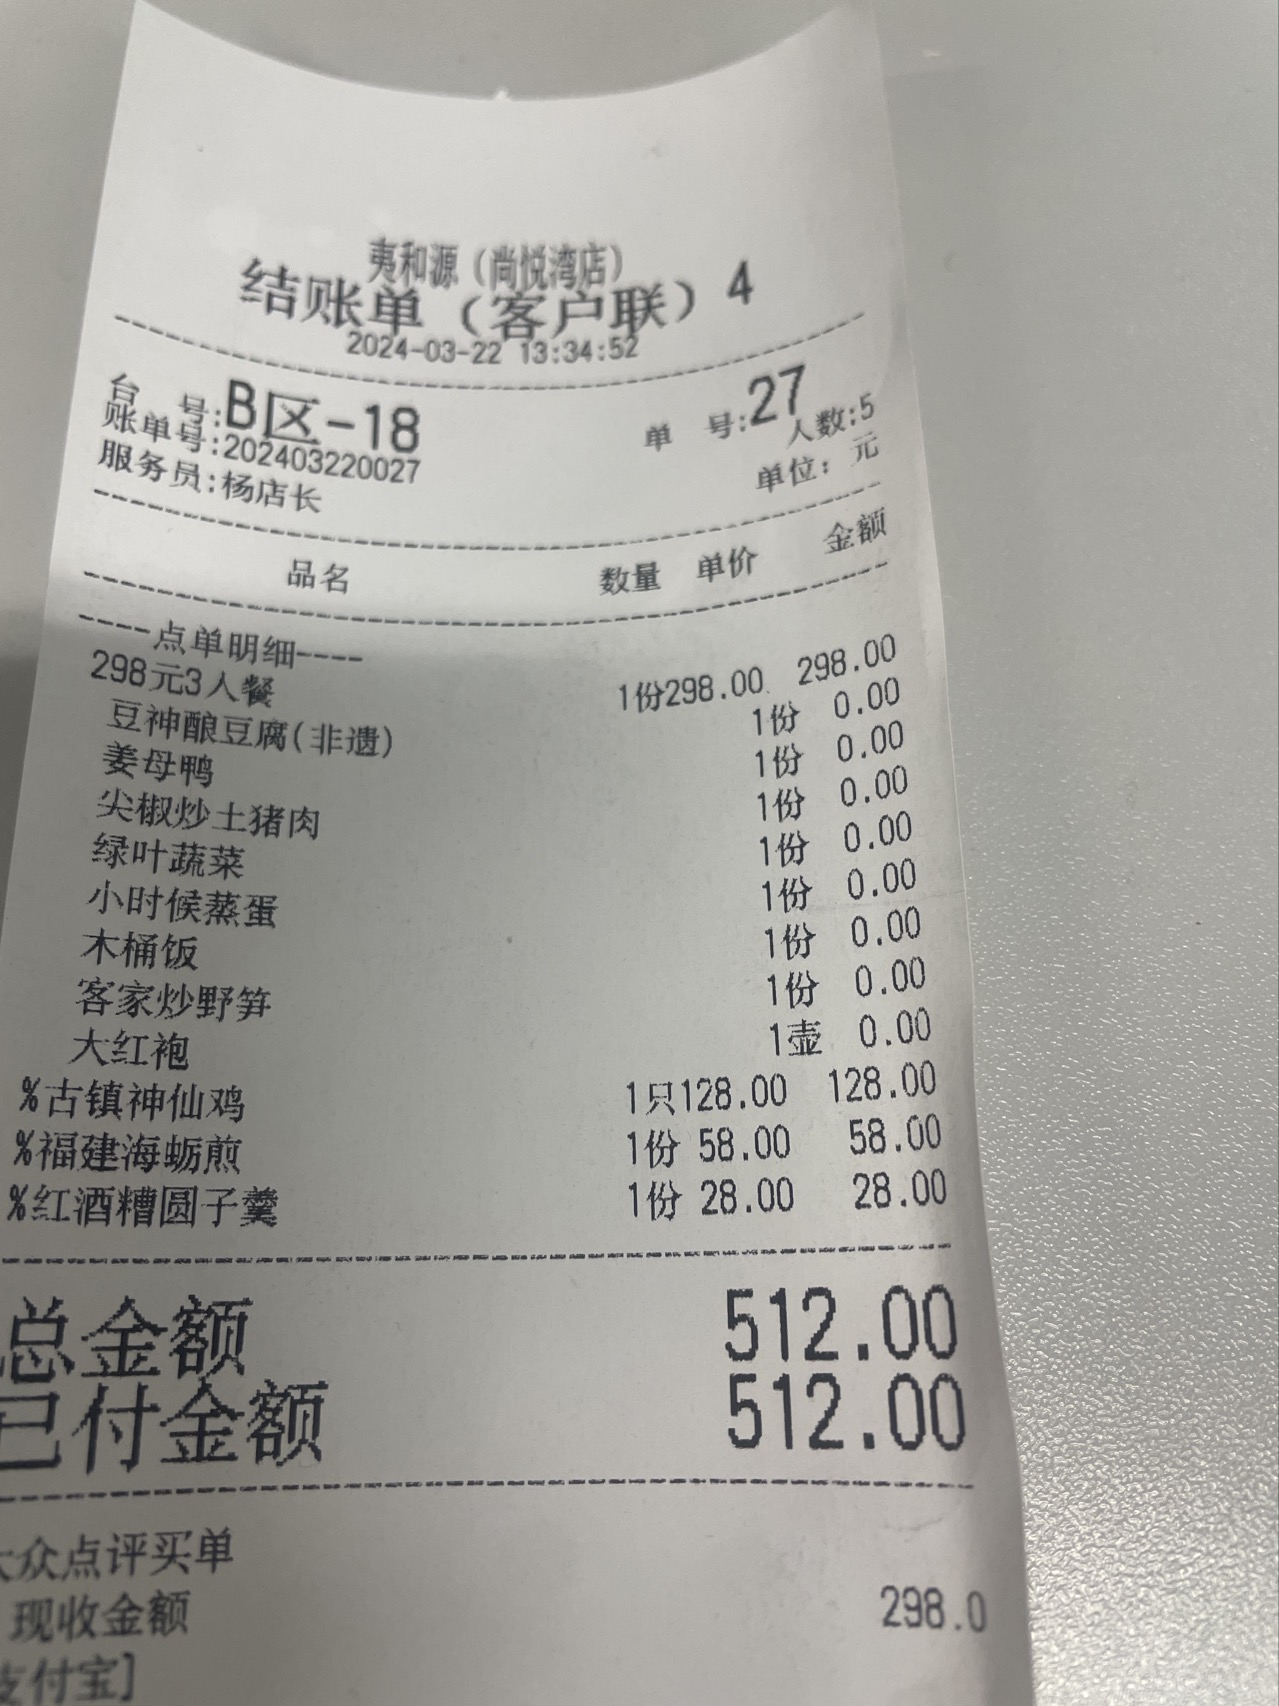 夷和源（尚悦湾店）
结账单（客户联）4
2024-03-22 13:34:52
台　号:B区-18　单　号:27
账单号:202403220027　人数:5
服务员:杨店长　单位：元
品名　数量　单价　金额
----点单明细----
298元3人餐　1份298.00　298.00
豆神酿豆腐(非遗)　1份　0.00
姜母鸭　1份　0.00
尖椒炒土猪肉　1份　0.00
绿叶蔬菜　1份　0.00
小时候蒸蛋　1份　0.00
木桶饭　1份　0.00
客家炒野笋　1份　0.00
大红袍　1壶　0.00
%古镇神仙鸡　1只128.00　128.00
%福建海蛎煎　1份 58.00　58.00
%红酒糟圆子羹　1份 28.00　28.00
总金额　512.00
已付金额　512.00
大众点评买单
现收金额　298.0
支付宝]